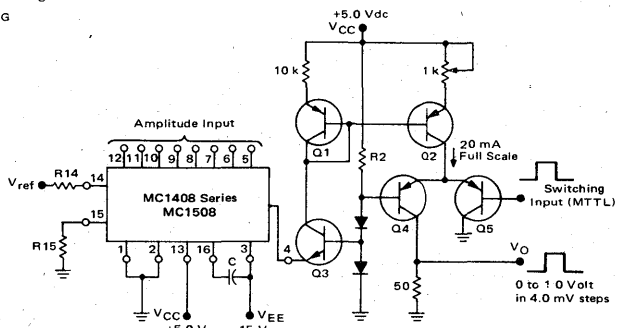 G
+5.0 Vdc
VCC
10 k
1 k
Amplitude Input
12 11 10 9 8 7 6 5
Q1
Q2
R2
20 mA
Full Scale
Vref
R14
14
MC1408 Series
MC1508
15
R15
Switching
Input (MTTL)
Q4
Q5
1 2 13 16 3
4
Q3
C
VO
50
VCC
VEE
0 to 1 0 Volt
in 4.0 mV steps
+5.0 V
15 V